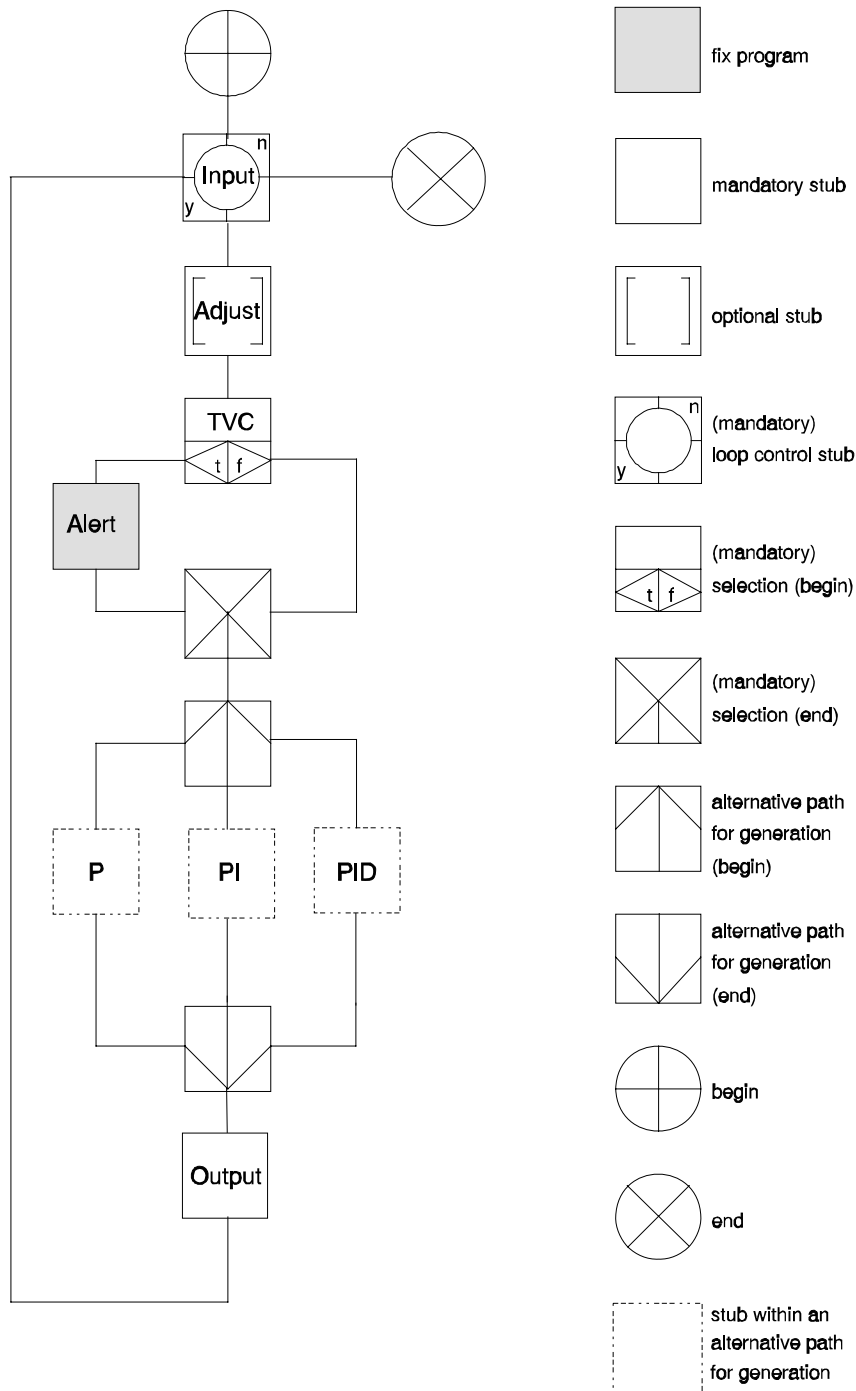 n
Input
y
Adjust
TVC
t f
Alert
P
PI
PID
Output
fix program
mandatory stub
optional stub
n
y
(mandatory)
loop control stub
t f
(mandatory)
selection (begin)
(mandatory)
selection (end)
alternative path
for generation
(begin)
alternative path
for generation
(end)
begin
end
stub within an
alternative path
for generation